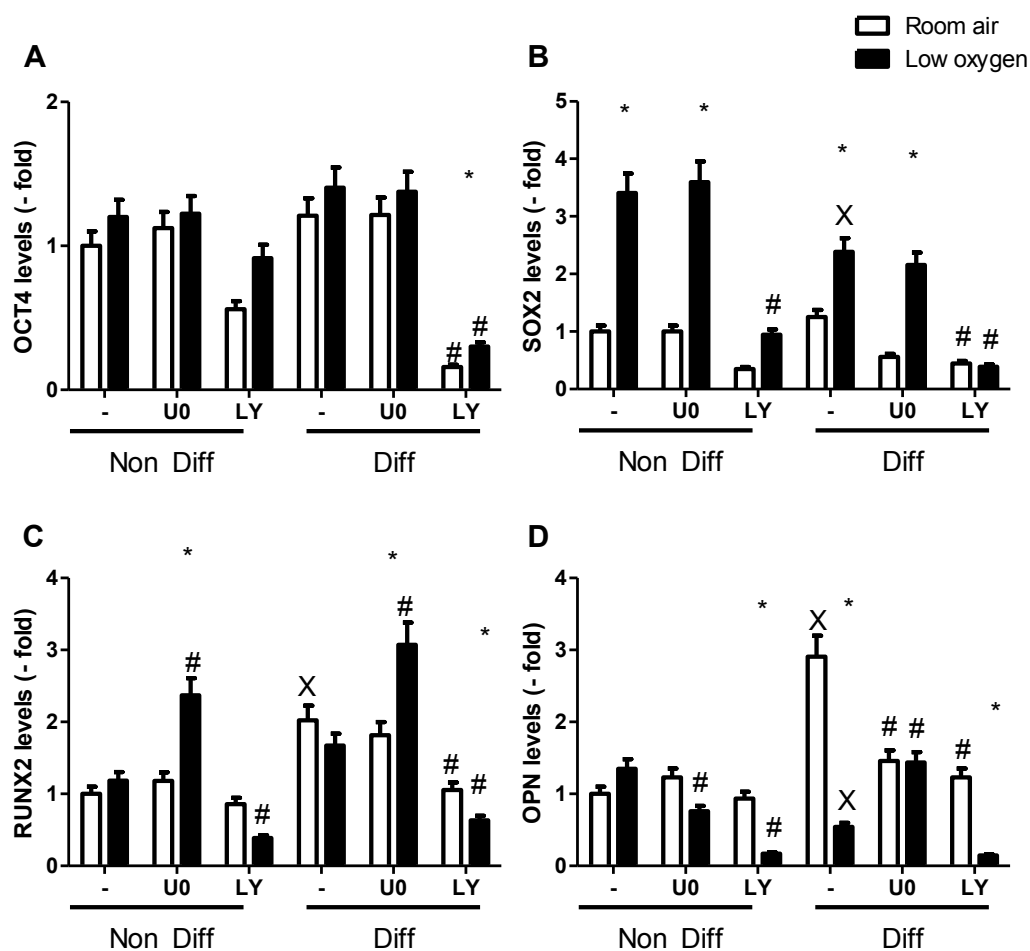 Room air
Low oxygen
A
OCT4 levels (- fold)
2
1
0
*
# #
- U0 LY - U0 LY
Non Diff Diff
B
SOX2 levels (- fold)
5
4
3
2
1
0
* * * *
X
# # #
- U0 LY - U0 LY
Non Diff Diff
C
RUNX2 levels (- fold)
4
3
2
1
0
* * *
# #
X
# # #
- U0 LY - U0 LY
Non Diff Diff
D
OPN levels (- fold)
4
3
2
1
0
* * *
X
# # # # #
X
- U0 LY - U0 LY
Non Diff Diff